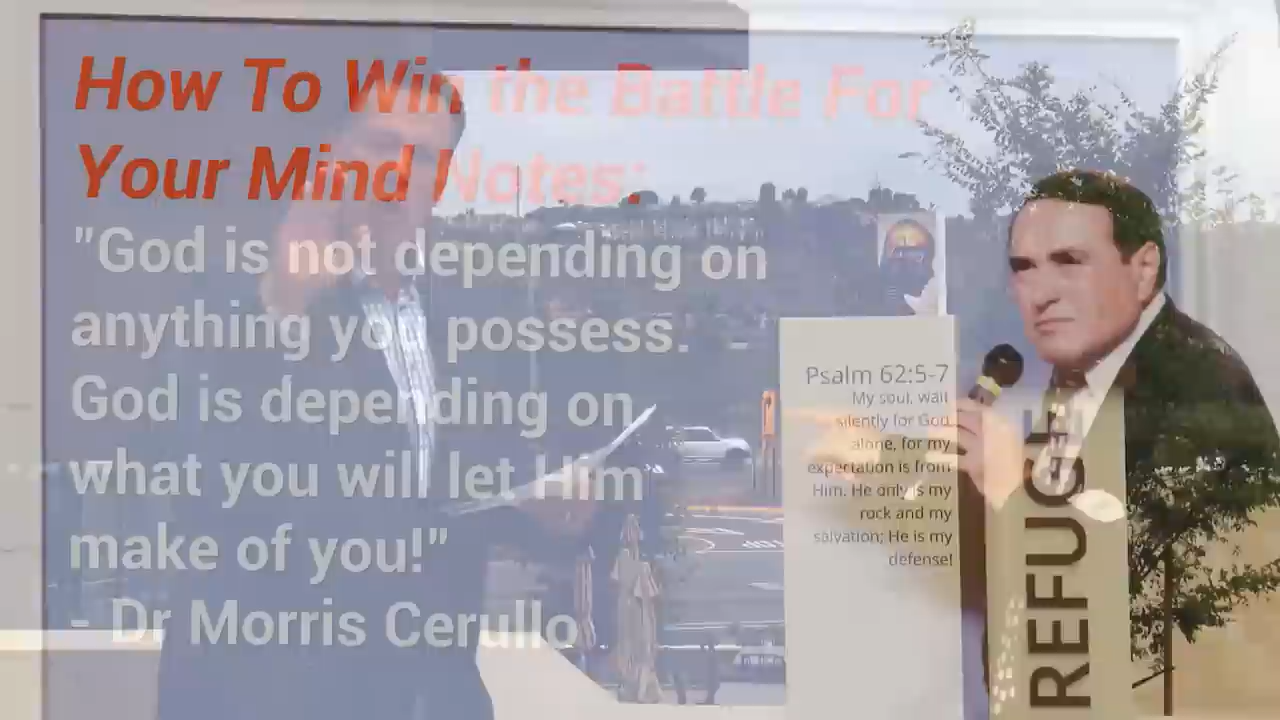 How To Win the Battle For
Your Mind Notes:
"God is not depending on
anything you possess.
God is depending on
what you will let Him
make of you!”
- Dr Morris Cerullo
Psalm 62:5-7
My soul, wait
silently for God
alone, for my
expectation is from
Him. He only is my
rock and my
salvation; He is my
defense!
REFUGE
STOP